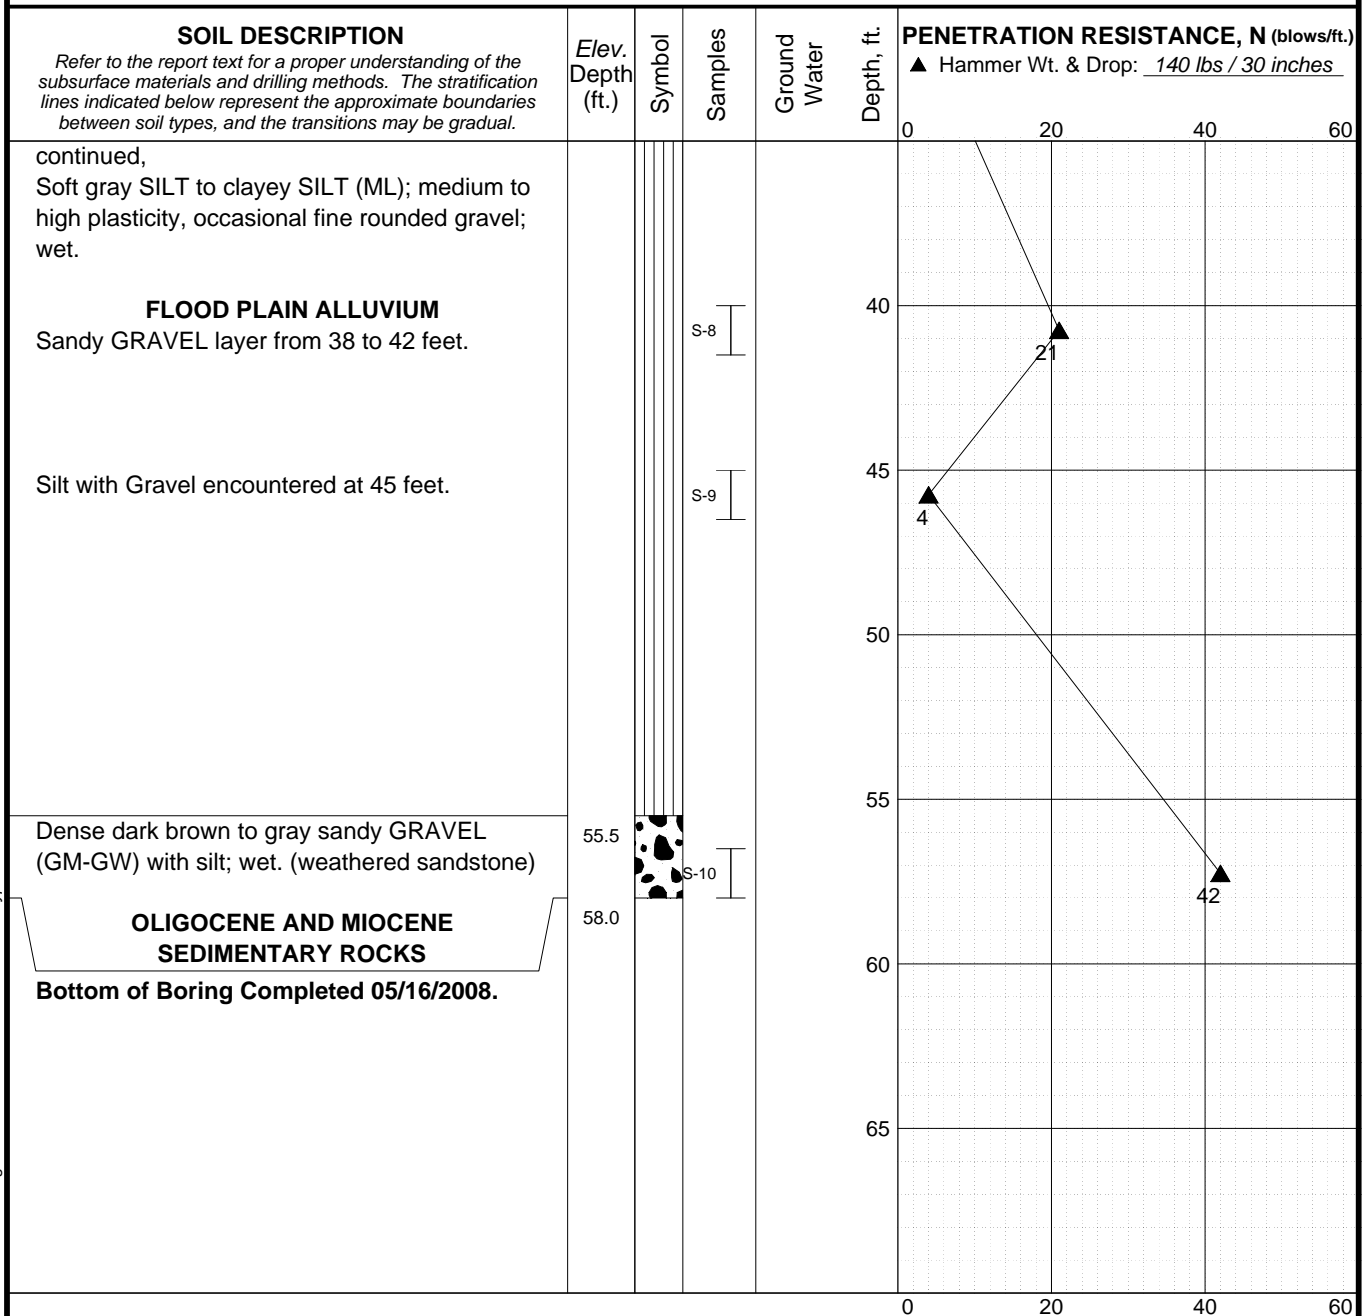 SOIL DESCRIPTION
Refer to the report text for a proper understanding of the
subsurface materials and drilling methods. The stratification
lines indicated below represent the approximate boundaries
between soil types, and the transitions may be gradual.
Elev.
Depth
(ft.)
Symbol
Samples
Ground
Water
Depth, ft.
PENETRATION RESISTANCE, N (blows/ft.)
▲ Hammer Wt. & Drop: 140 lbs / 30 inches
0 20 40 60
continued,
Soft gray SILT to clayey SILT (ML); medium to
high plasticity, occasional fine rounded gravel;
wet.
FLOOD PLAIN ALLUVIUM
Sandy GRAVEL layer from 38 to 42 feet.
S-8
40
21
Silt with Gravel encountered at 45 feet.
S-9
45
4
50
55
Dense dark brown to gray sandy GRAVEL
(GM-GW) with silt; wet. (weathered sandstone)
55.5
S-10
42
OLIGOCENE AND MIOCENE
SEDIMENTARY ROCKS
58.0
60
Bottom of Boring Completed 05/16/2008.
65
0 20 40 60